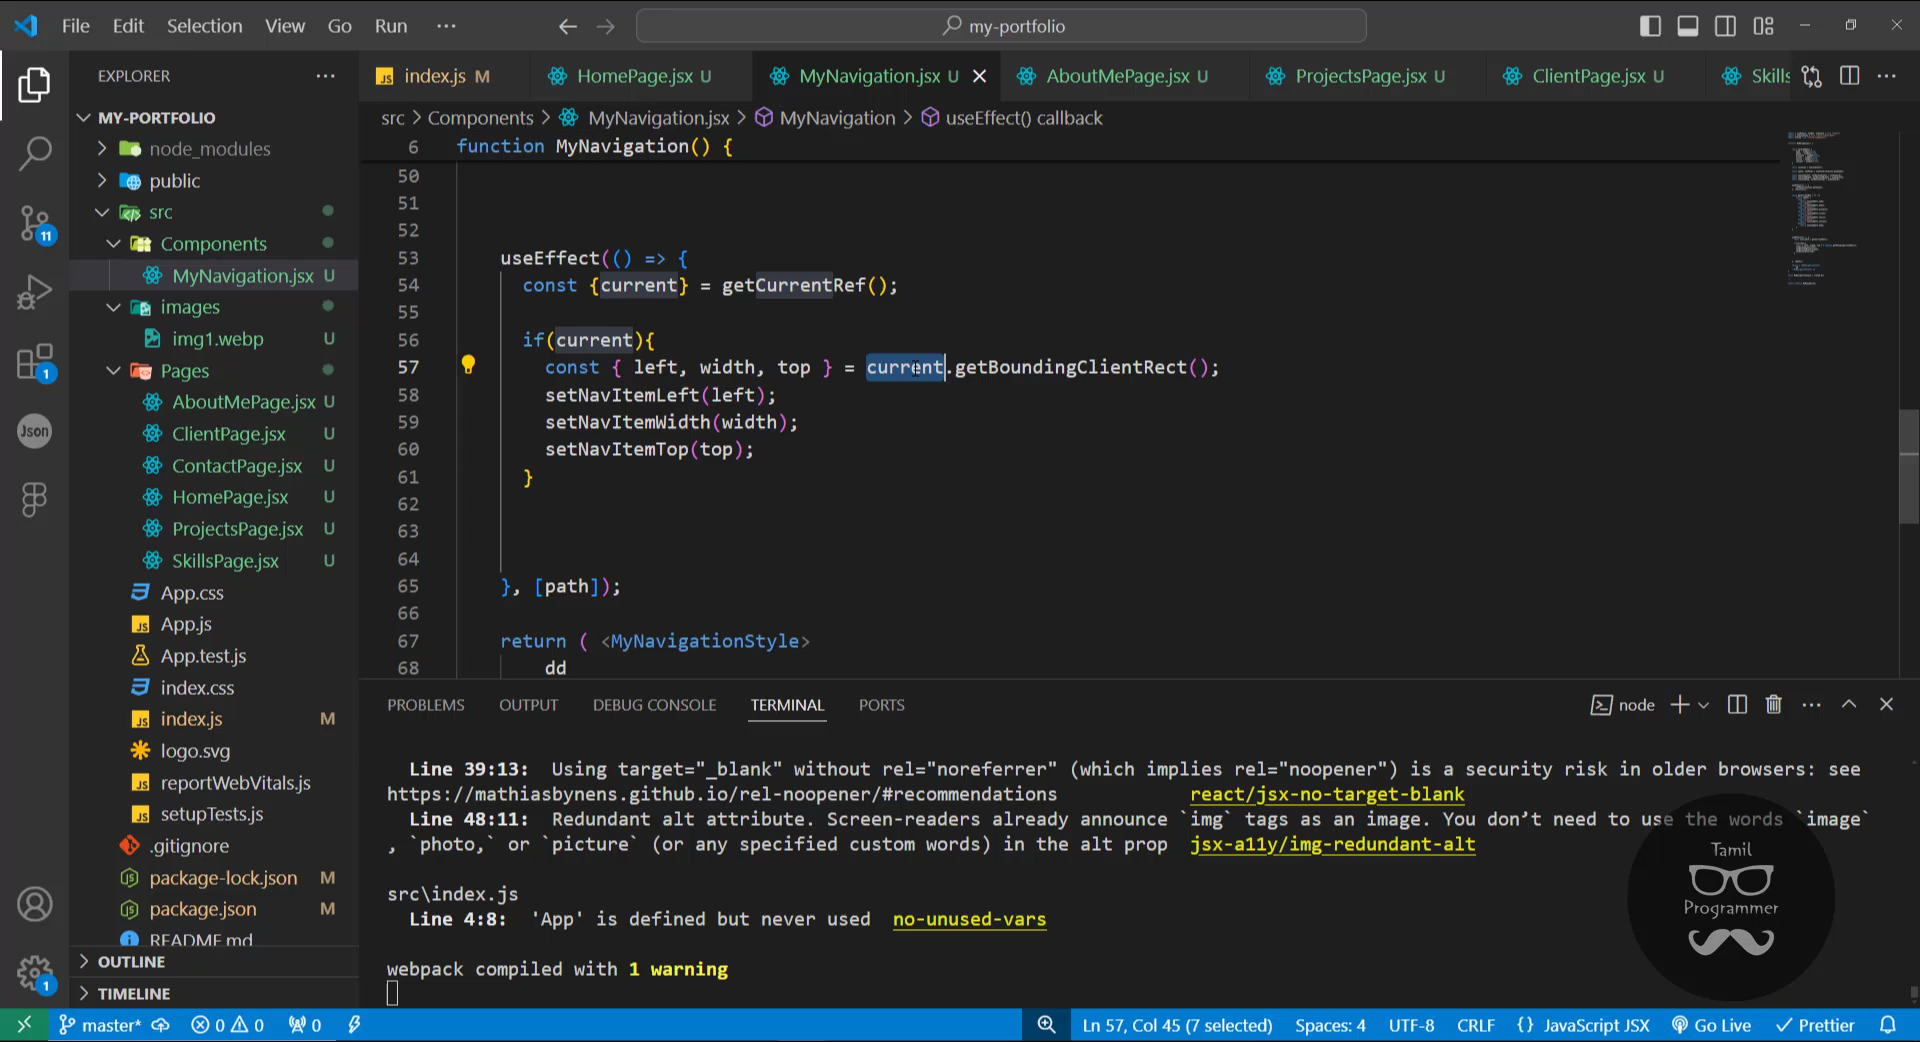 File Edit Selection View Go Run ··· my-portfolio
EXPLORER ···
MY-PORTFOLIO
node_modules
public
src
Components
MyNavigation.jsx U
images
img1.webp U
Pages
AboutMePage.jsx U
ClientPage.jsx U
ContactPage.jsx U
HomePage.jsx U
ProjectsPage.jsx U
SkillsPage.jsx U
App.css
App.js
App.test.js
index.css
index.js M
logo.svg
reportWebVitals.js
setupTests.js
.gitignore
package-lock.json M
package.json M
README.md
OUTLINE
TIMELINE
11
1
Json
1
index.js M HomePage.jsx U MyNavigation.jsx U AboutMePage.jsx U ProjectsPage.jsx U ClientPage.jsx U Skills
src > Components > MyNavigation.jsx > MyNavigation > useEffect() callback
6 function MyNavigation() {
50
51
52
53 useEffect(() => {
54 const {current} = getCurrentRef();
55
56 if(current){
57 const { left, width, top } = current.getBoundingClientRect();
58 setNavItemLeft(left);
59 setNavItemWidth(width);
60 setNavItemTop(top);
61 }
62
63
64
65 }, [path]);
66
67 return ( <MyNavigationStyle>
68 dd
PROBLEMS OUTPUT DEBUG CONSOLE TERMINAL PORTS node
Line 39:13: Using target="_blank" without rel="noreferrer" (which implies rel="noopener") is a security risk in older browsers: see
https://mathiasbynens.github.io/rel-noopener/#recommendations react/jsx-no-target-blank
Line 48:11: Redundant alt attribute. Screen-readers already announce `img` tags as an image. You don’t need to use the words `image`
, `photo,` or `picture` (or any specified custom words) in the alt prop jsx-a11y/img-redundant-alt
src\index.js
Line 4:8: 'App' is defined but never used no-unused-vars
webpack compiled with 1 warning
Tamil
Programmer
master* 0 0 0 Ln 57, Col 45 (7 selected) Spaces: 4 UTF-8 CRLF {} JavaScript JSX Go Live Prettier